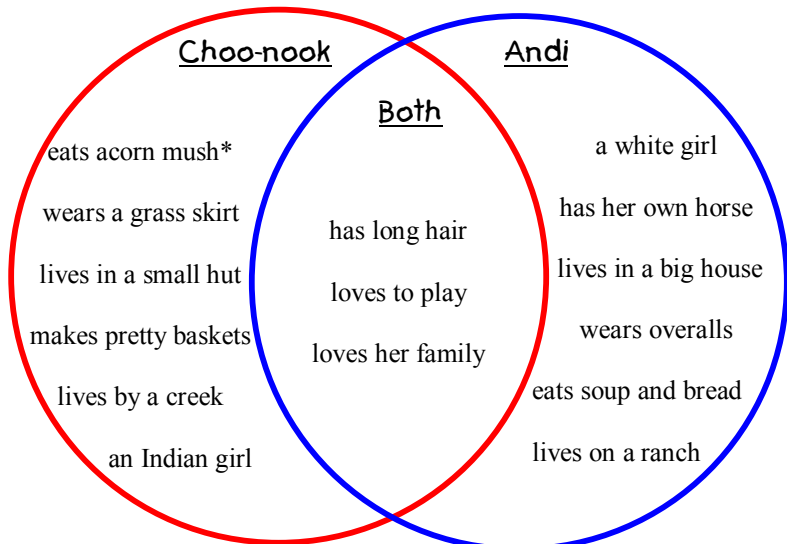 Choo-nook
Andi
Both
eats acorn mush*
wears a grass skirt
lives in a small hut
makes pretty baskets
lives by a creek
an Indian girl
has long hair
loves to play
loves her family
a white girl
has her own horse
lives in a big house
wears overalls
eats soup and bread
lives on a ranch